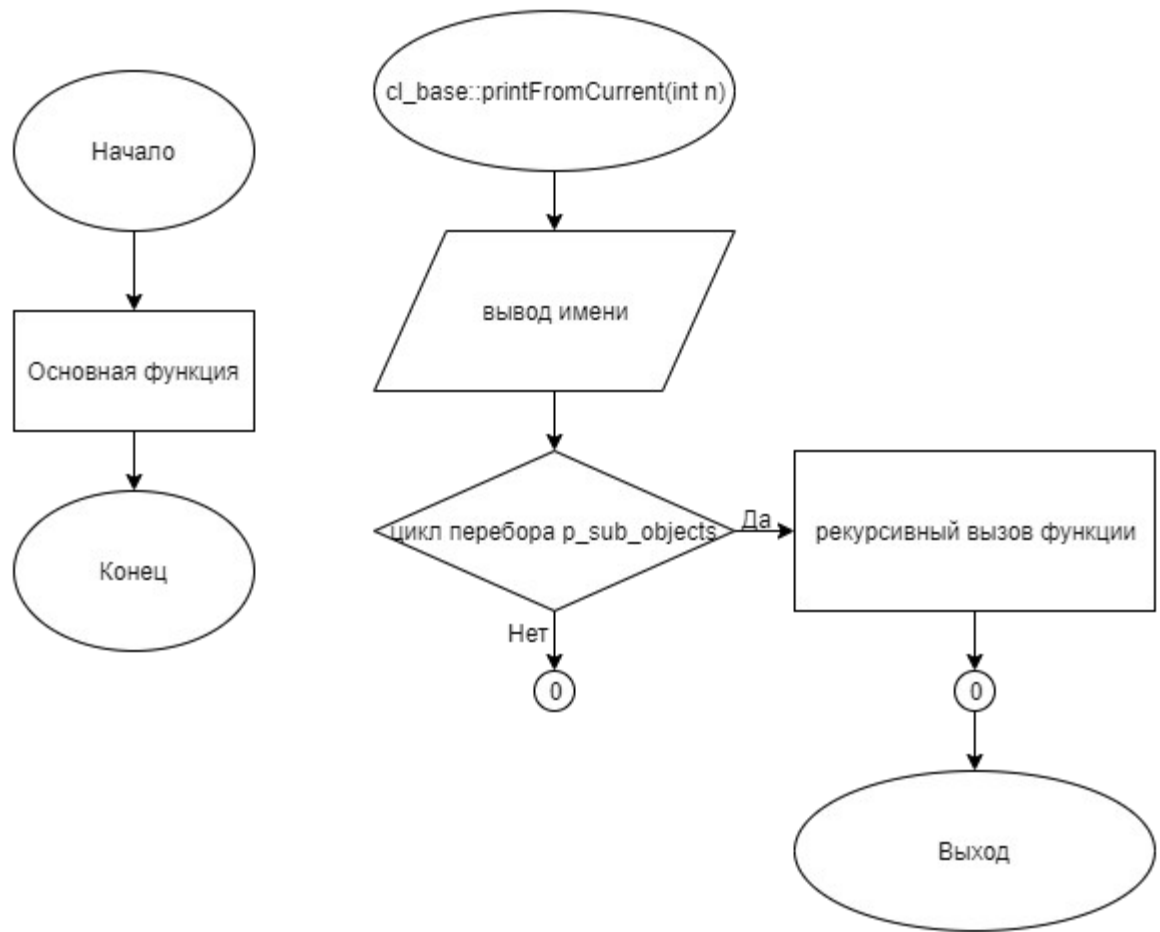 Начало
Основная функция
Конец
cl_base::printFromCurrent(int n)
вывод имени
цикл перебора p_sub_objects
Да
рекурсивный вызов функции
Нет
0
0
Выход